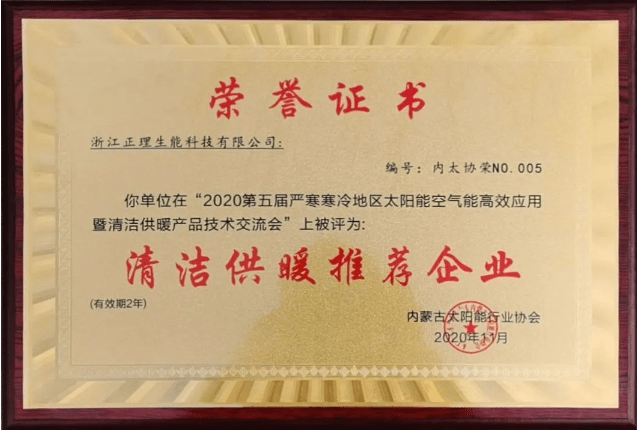 荣誉证书
浙江正理生能科技有限公司:
编号: 内太协荣NO.005
你单位在“2020第五届严寒寒冷地区太阳能空气能高效应用
暨清洁供暖产品技术交流会”上被评为:
清洁供暖推荐企业
(有效期2年)
内蒙古太阳能行业协会
2020年11月